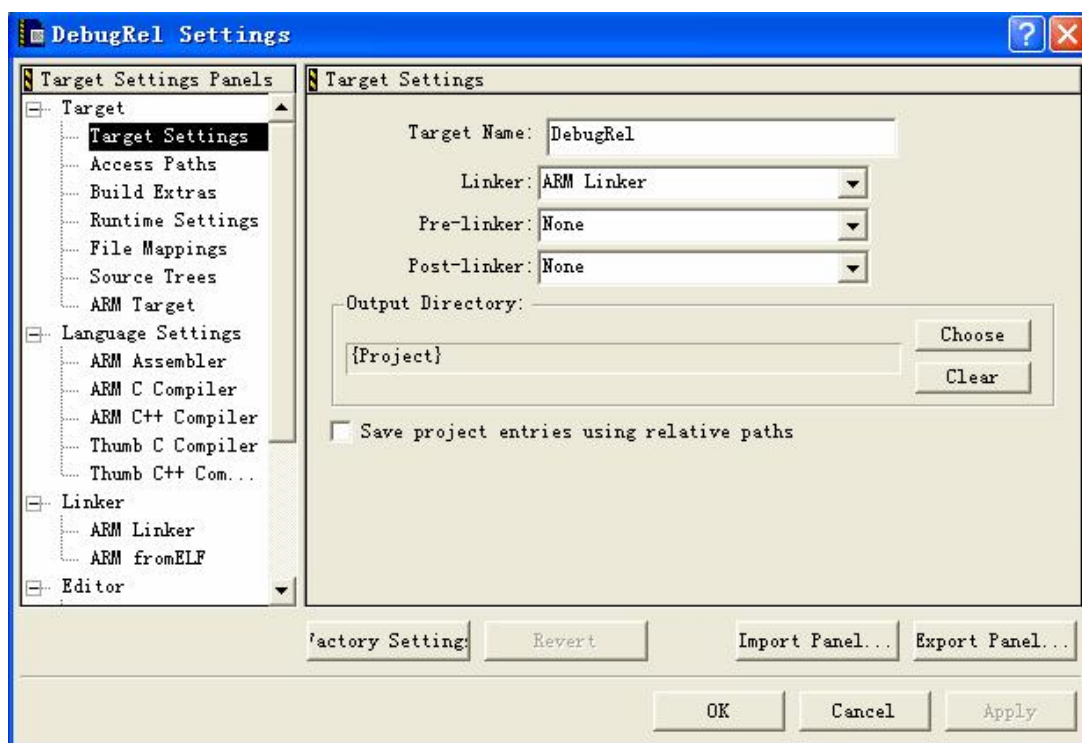 DebugRel Settings
Target Settings Panels
Target
Target Settings
Access Paths
Build Extras
Runtime Settings
File Mappings
Source Trees
ARM Target
Language Settings
ARM Assembler
ARM C Compiler
ARM C++ Compiler
Thumb C Compiler
Thumb C++ Com...
Linker
ARM Linker
ARM fromELF
Editor
Target Settings
Target Name: DebugRel
Linker: ARM Linker
Pre-linker: None
Post-linker: None
Output Directory:
{Project}
Choose
Clear
Save project entries using relative paths
Factory Settings
Revert
Import Panel...
Export Panel...
OK
Cancel
Apply